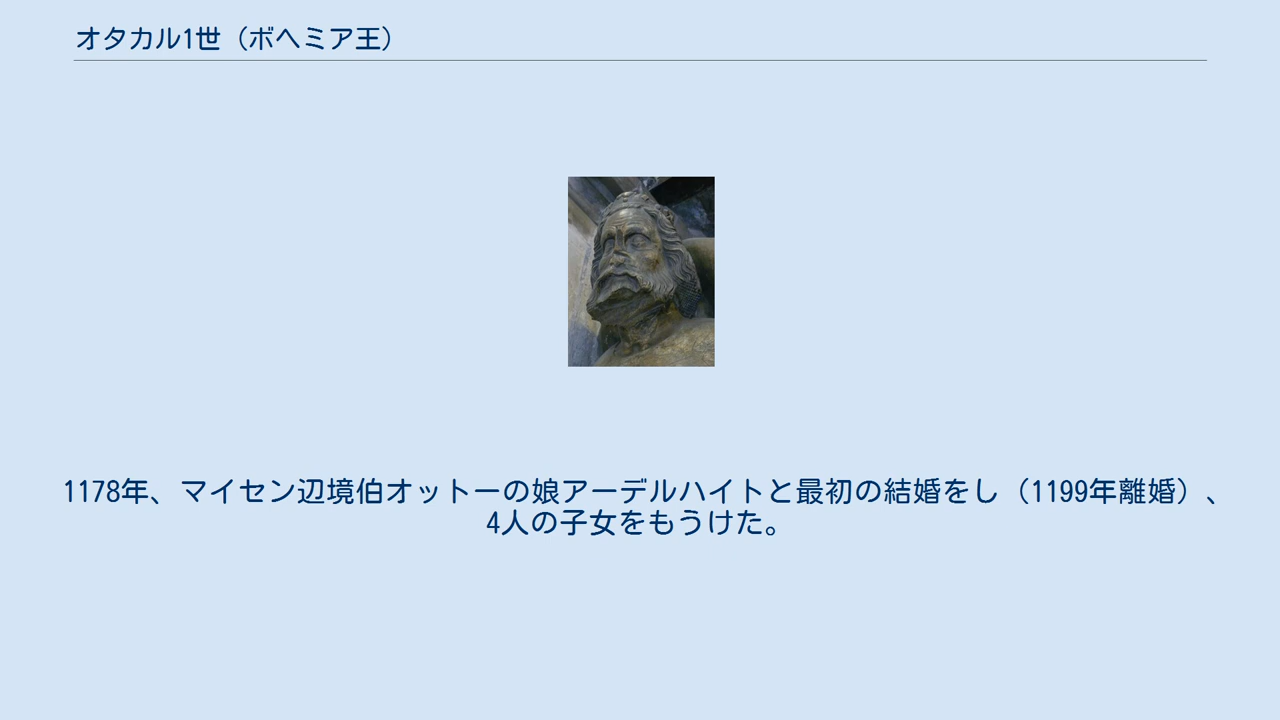 オタカル1世（ボヘミア王）
1178年、マイセン辺境伯オットーの娘アーデルハイトと最初の結婚をし（1199年離婚）、
4人の子女をもうけた。